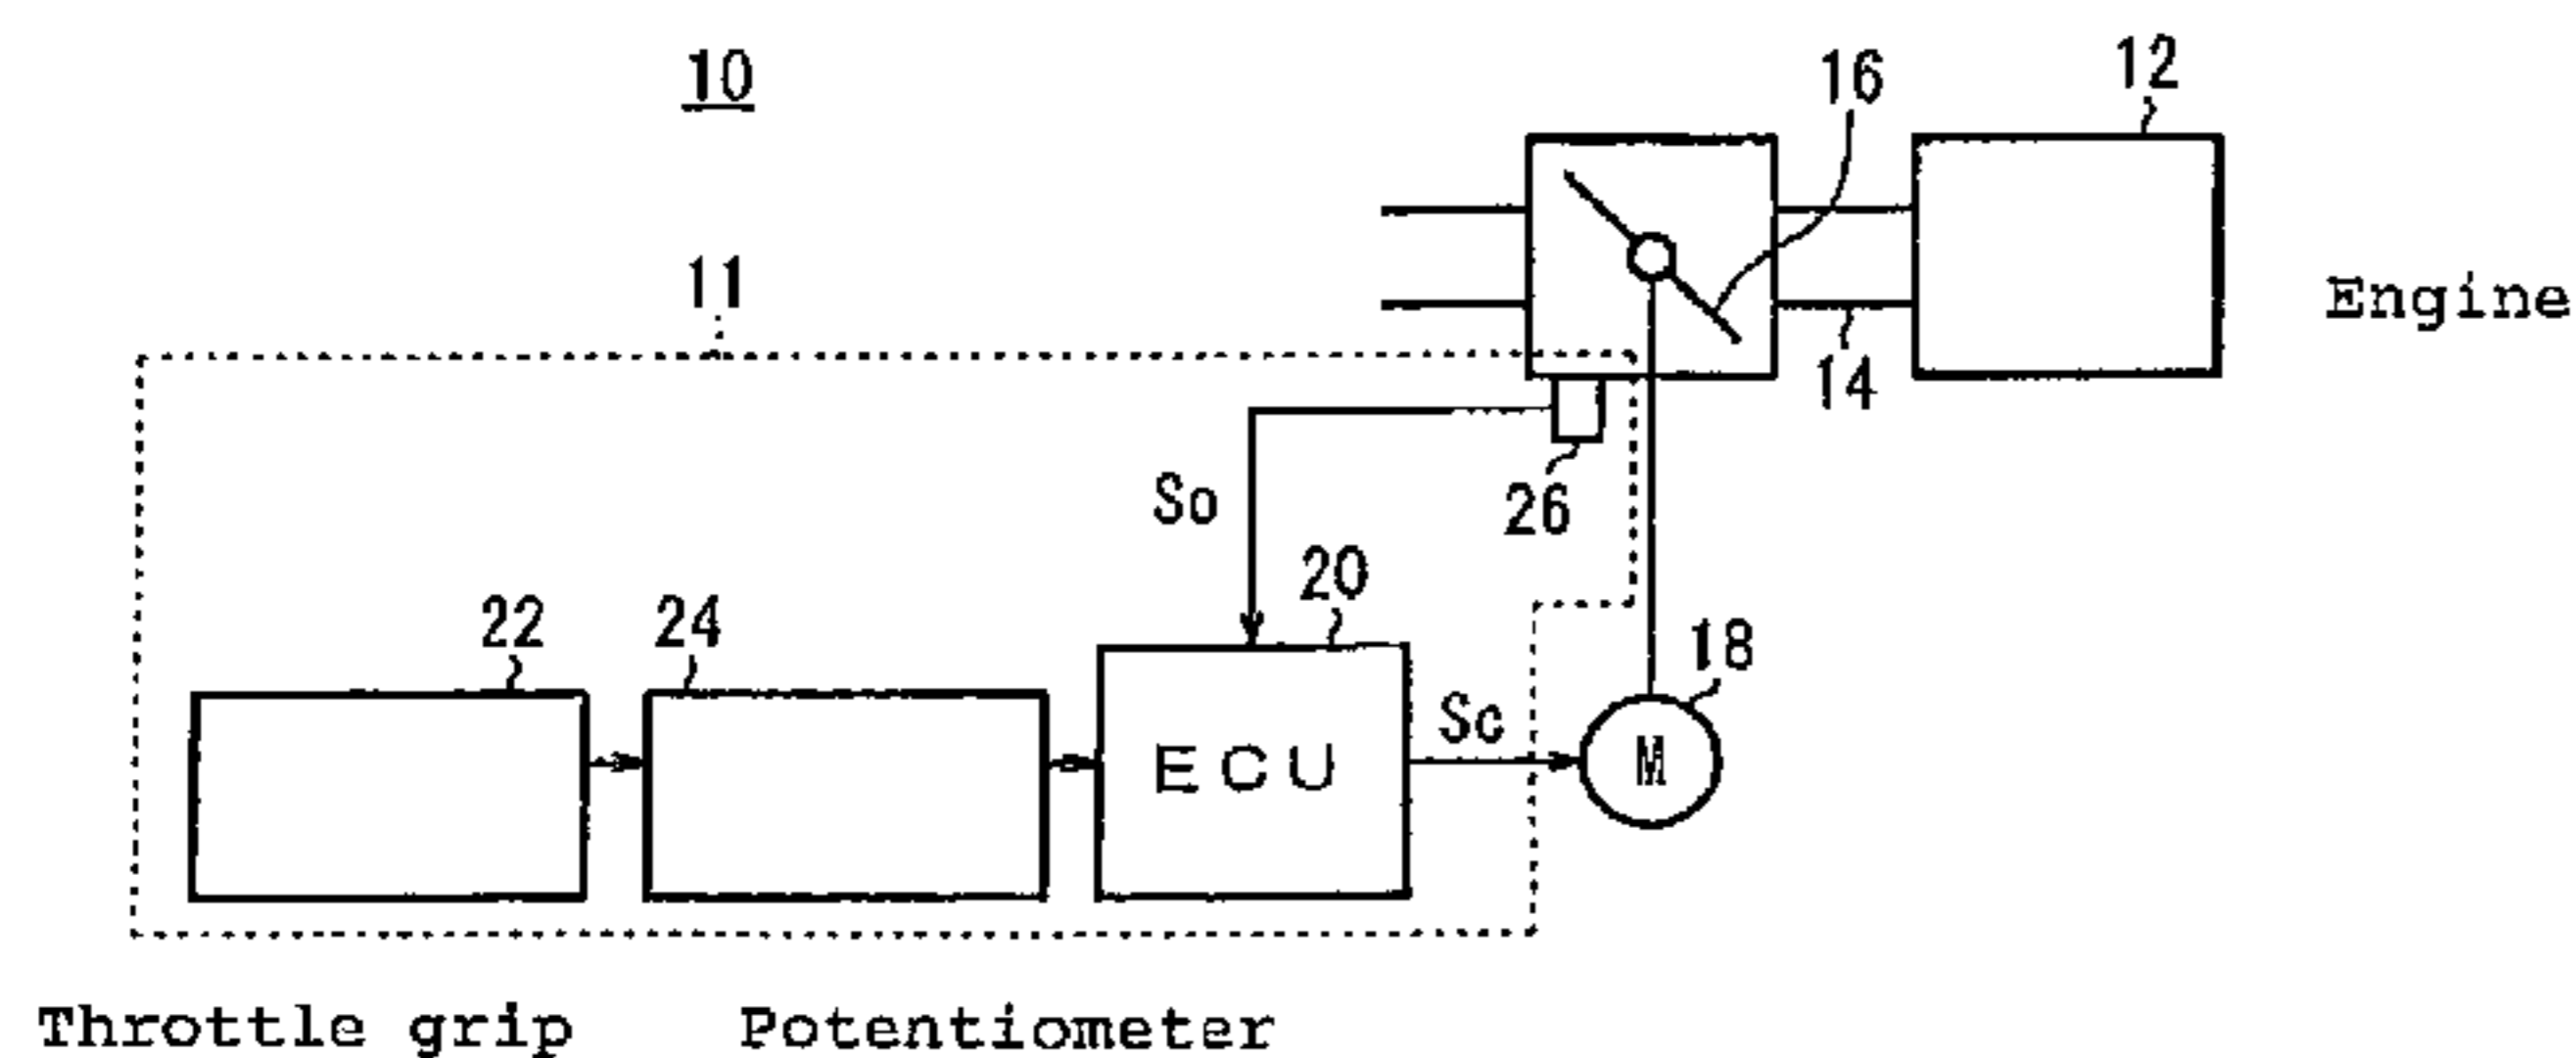 10
16
12
11
Engine
14
26
So
20
22
24
18
Sc
ECU
M
Throttle grip
Potentiometer